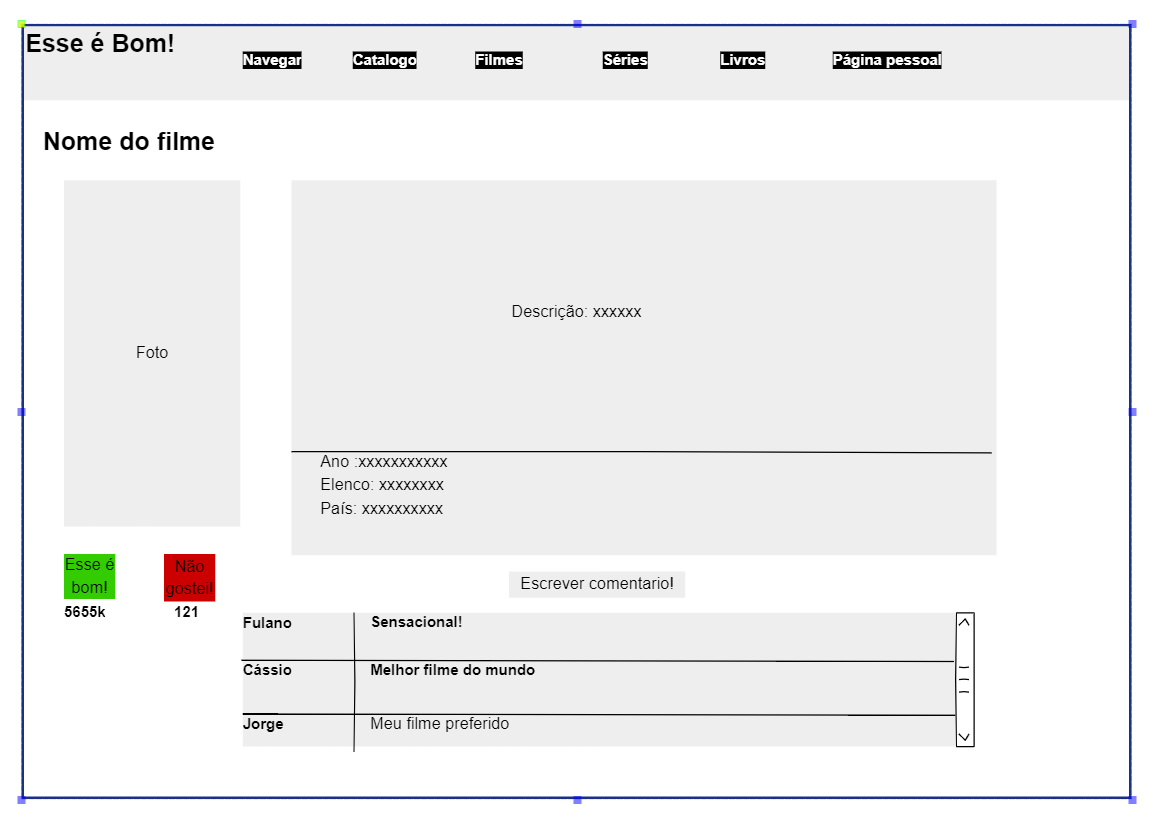 Esse é Bom!
Navegar Catalogo Filmes Séries Livros Página pessoal
Nome do filme
Foto
Descrição: xxxxxx
Ano :xxxxxxxxxxx
Elenco: xxxxxxxx
País: xxxxxxxxxx
Esse é
bom!
5655k
Não
gostei!
121
Escrever comentario!
Fulano Sensacional!
Cássio Melhor filme do mundo
Jorge Meu filme preferido